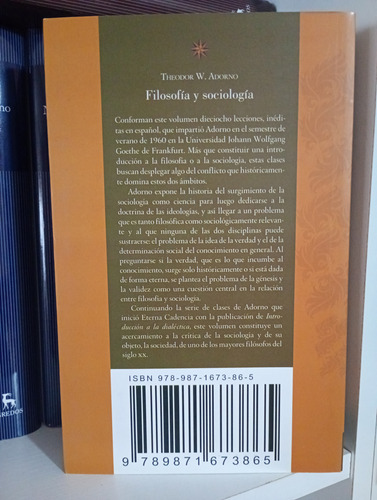 THEODOR W. ADORNO
Filosofía y sociología
Conforman este volumen dieciocho lecciones, inédi-
tas en español, que impartió Adorno en el semestre de
verano de 1960 en la Universidad Johann Wolfgang
Goethe de Frankfurt. Más que constituir una intro-
ducción a la filosofía o a la sociología, estas clases
buscan desplegar algo del conflicto que históricamen-
te domina estos dos ámbitos.
Adorno expone la historia del surgimiento de la
sociología como ciencia para luego dedicarse a la
doctrina de las ideologías, y así llegar a un problema
que es tanto filosófica como sociológicamente relevan-
te y al que ninguna de las dos disciplinas puede
sustraerse: el problema de la idea de la verdad y el de la
determinación social del conocimiento en general. Al
preguntarse si la verdad, que es lo que incumbe al
conocimiento, surge solo históricamente o si está dada
de forma eterna, se plantea el problema de la génesis y
la validez como una cuestión central en la relación
entre filosofía y sociología.
Continuando la serie de clases de Adorno que
inició Eterna Cadencia con la publicación de Intro-
ducción a la dialéctica, este volumen constituye un
acercamiento a la crítica de la sociología y de su
objeto, la sociedad, de uno de los mayores filósofos del
siglo XX.
ISBN 978-987-1673-86-5
9 789871 673865
GREDOS